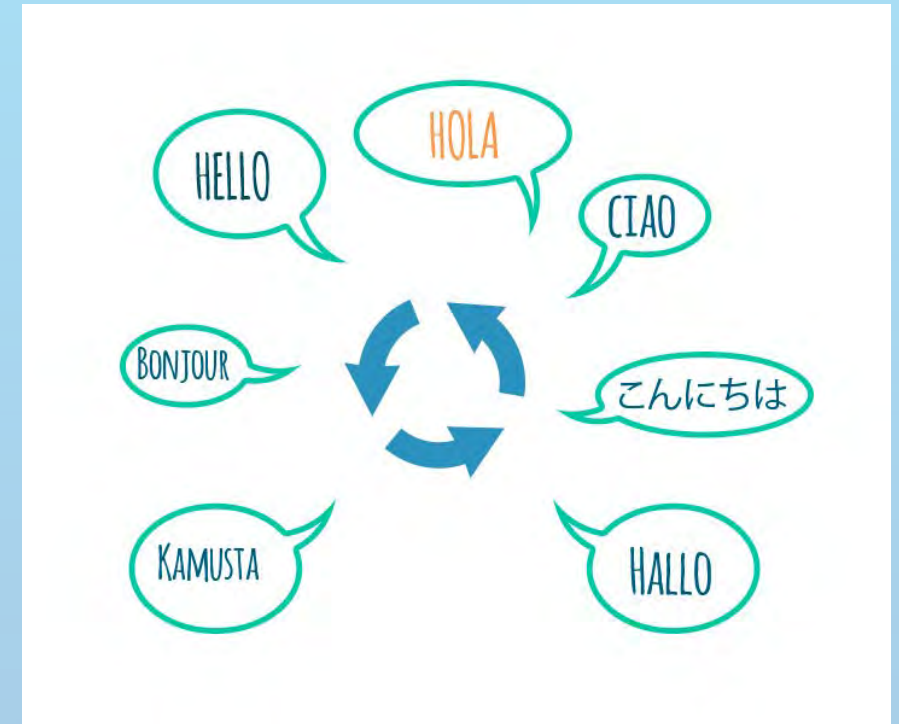 HELLO
HOLA
CIAO
BONJOUR
こんにちは
KAMUSTA
HALLO